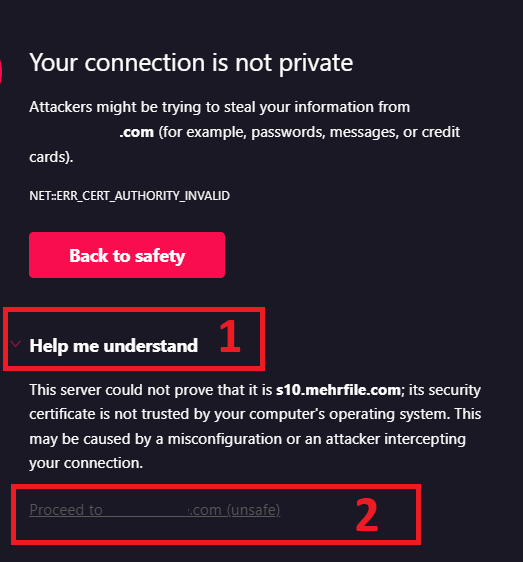 Your connection is not private
Attackers might be trying to steal your information from
.com (for example, passwords, messages, or credit
cards).
NET::ERR_CERT_AUTHORITY_INVALID
Back to safety
Help me understand 1
This server could not prove that it is s10.mehrfile.com; its security
certificate is not trusted by your computer's operating system. This
may be caused by a misconfiguration or an attacker intercepting
your connection.
Proceed to .com (unsafe) 2